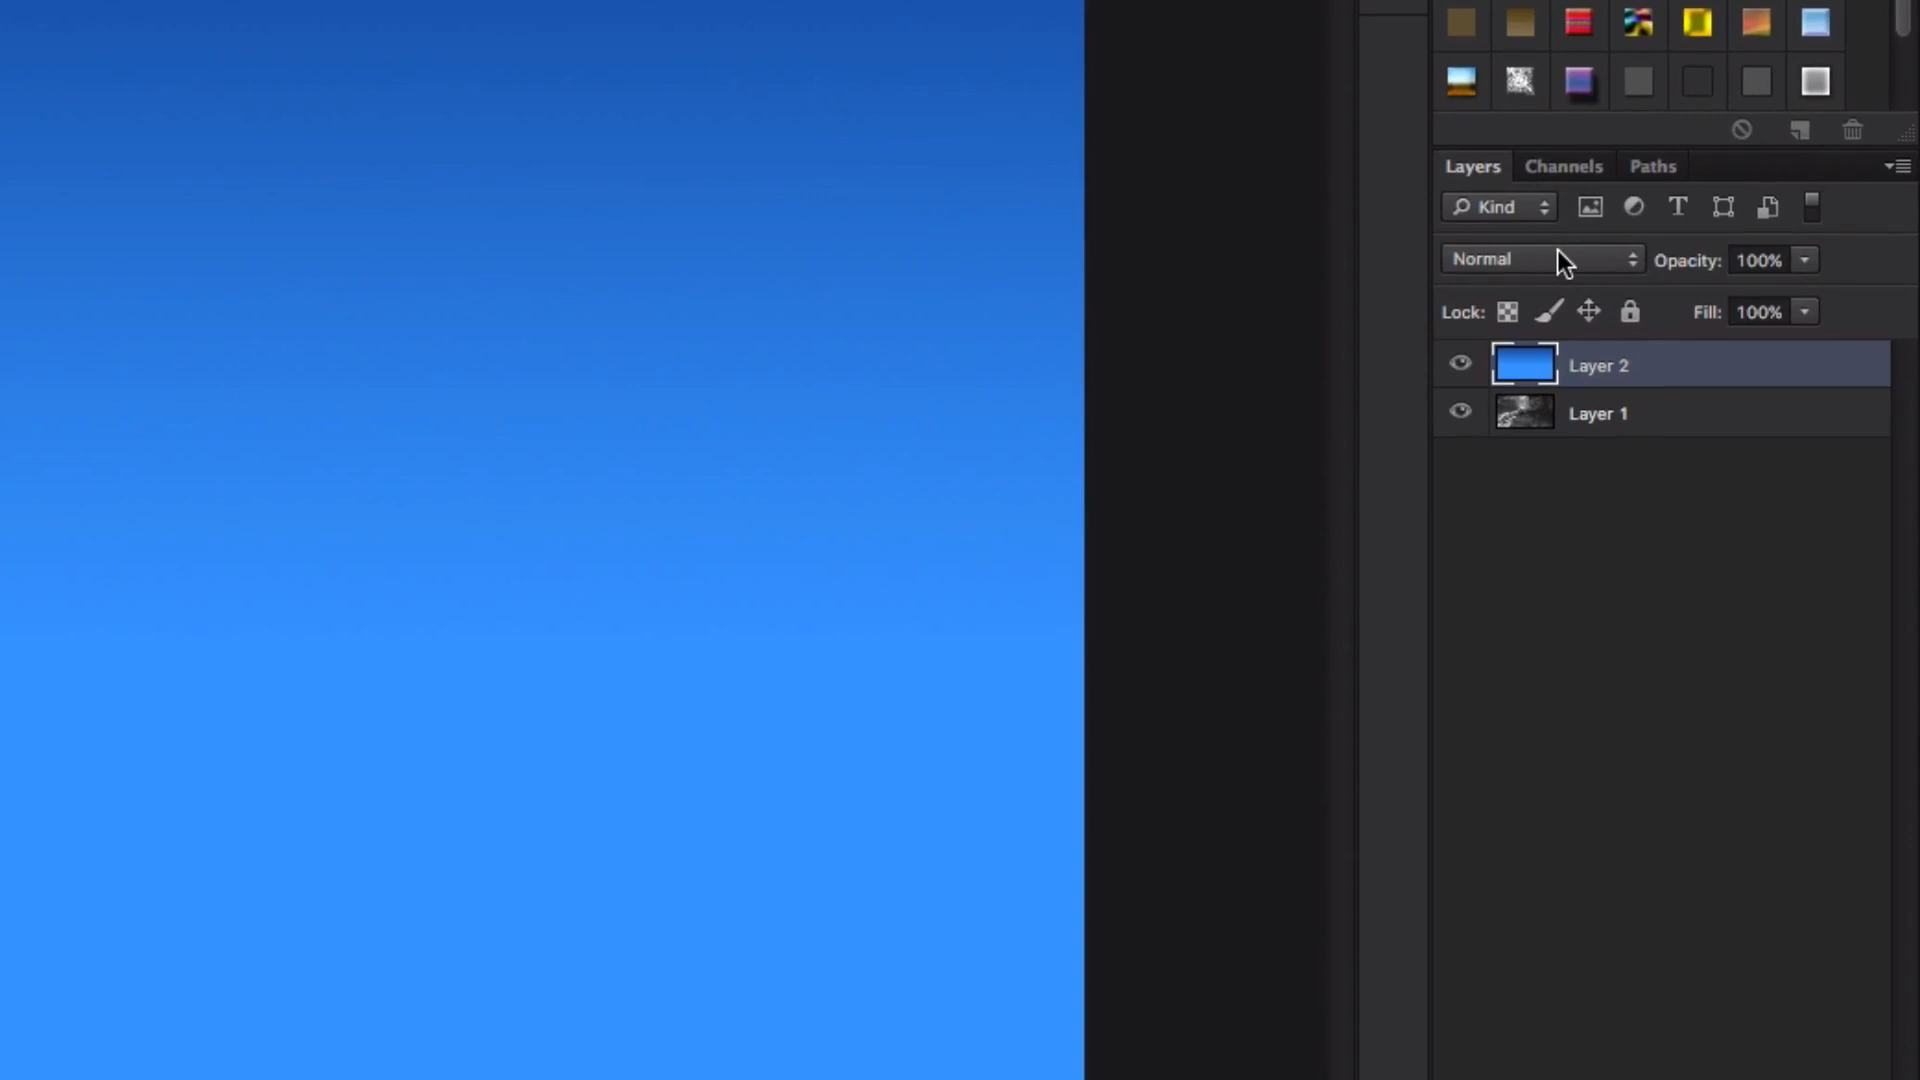 Layers Channels Paths
Kind
Normal Opacity: 100%
Lock: Fill: 100%
Layer 2
Layer 1